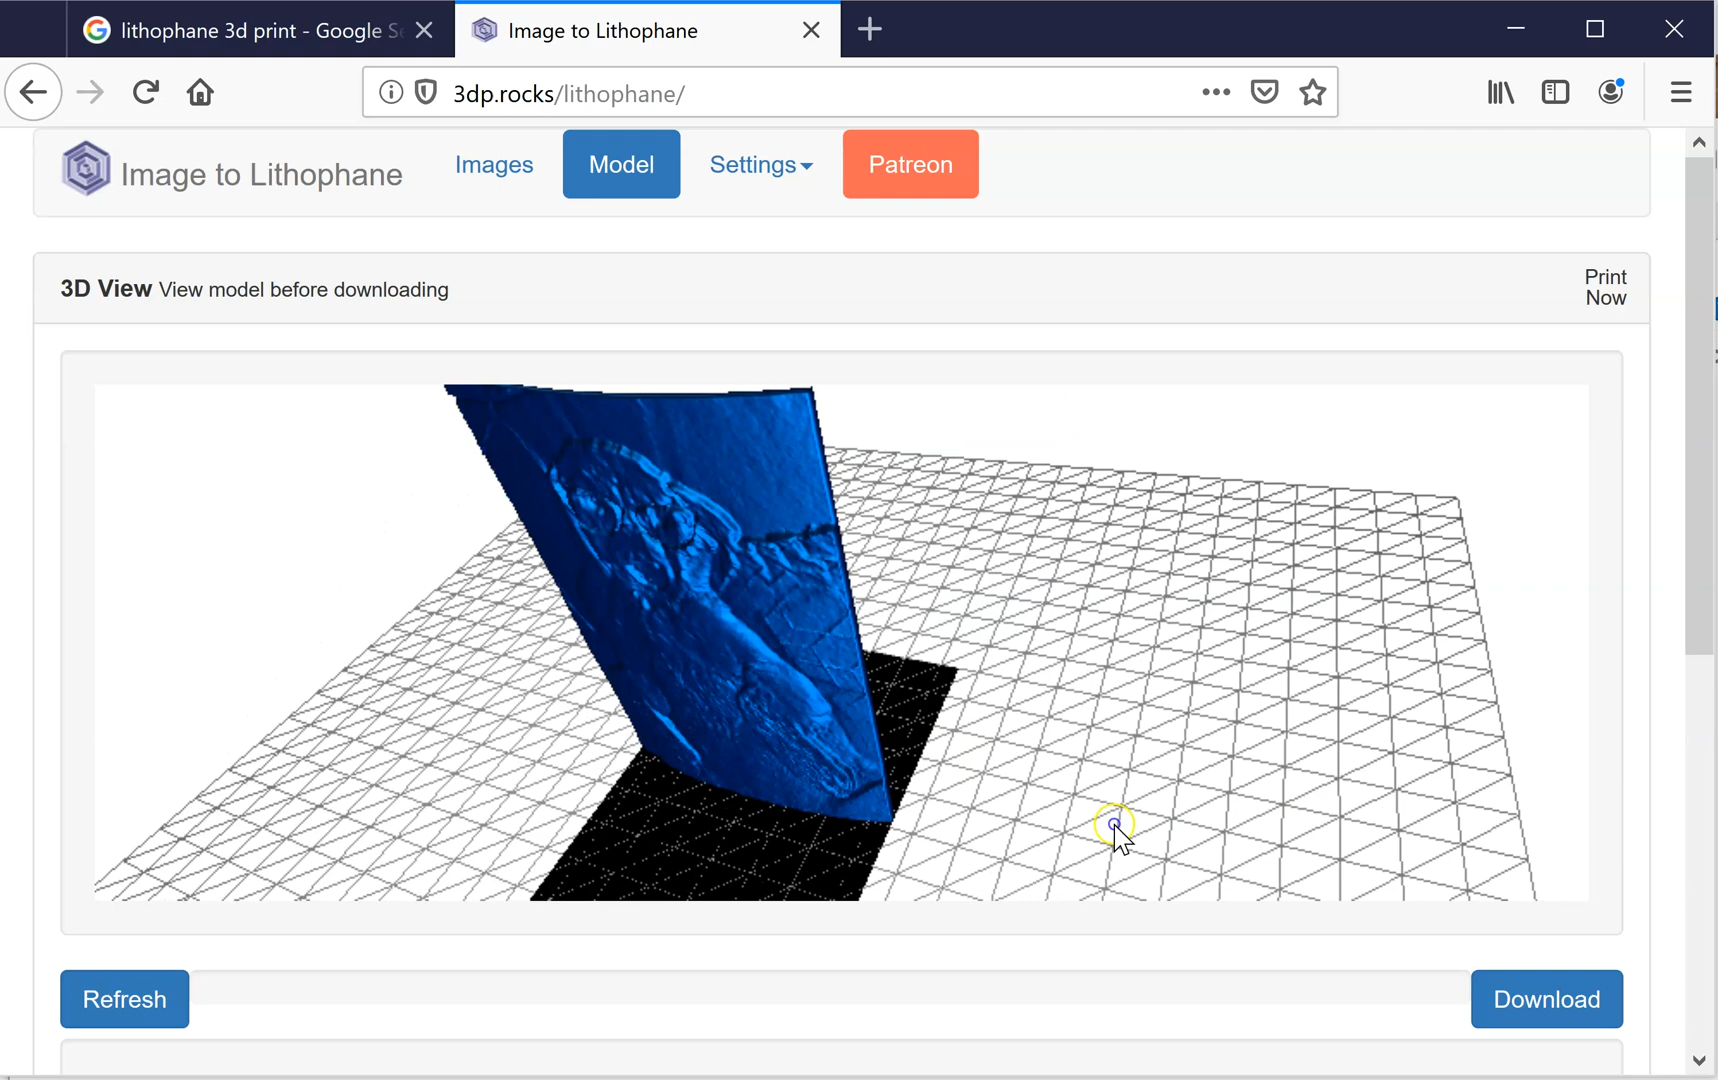 lithophane 3d print - Google Se
Image to Lithophane
3dp.rocks/lithophane/
Image to Lithophane
Images
Model
Settings
Patreon
3D View View model before downloading
Print
Now
Refresh
Download